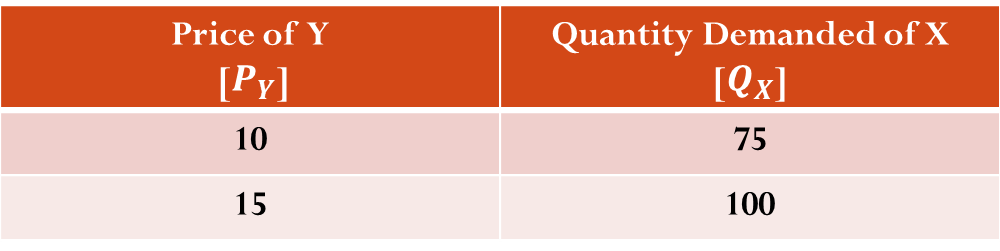 Price of Y
[P_Y]
Quantity Demanded of X
[Q_X]
10
75
15
100